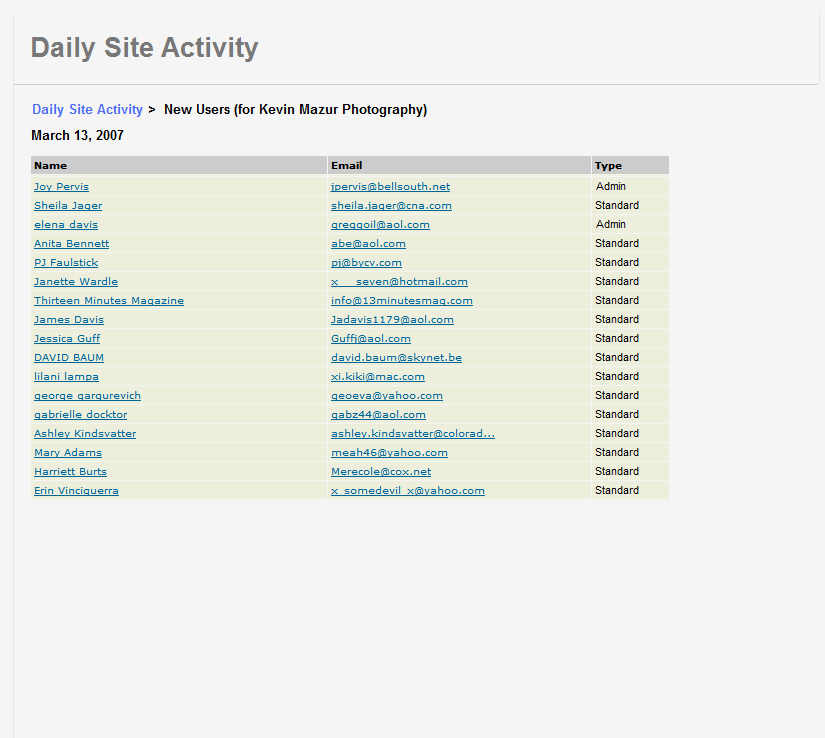 Daily Site Activity
Daily Site Activity > New Users (for Kevin Mazur Photography)
March 13, 2007
Name Email Type
Joy Pervis jpervis@bellsouth.net Admin
Sheila Jager sheila.jager@cna.com Standard
elena davis greggoil@aol.com Admin
Anita Bennett abe@aol.com Standard
PJ Faulstick pj@bycv.com Standard
Janette Wardle x__seven@hotmail.com Standard
Thirteen Minutes Magazine info@13minutesmag.com Standard
James Davis Jadavis1179@aol.com Standard
Jessica Guff Guffj@aol.com Standard
DAVID BAUM david.baum@skynet.be Standard
lilani lampa xi.kiki@mac.com Standard
george gargurevich geoeva@yahoo.com Standard
gabrielle docktor gabz44@aol.com Standard
Ashley Kindsvatter ashley.kindsvatter@colorad... Standard
Mary Adams meah46@yahoo.com Standard
Harriett Burts Merecole@cox.net Standard
Erin Vinciguerra x_somedevil_x@yahoo.com Standard